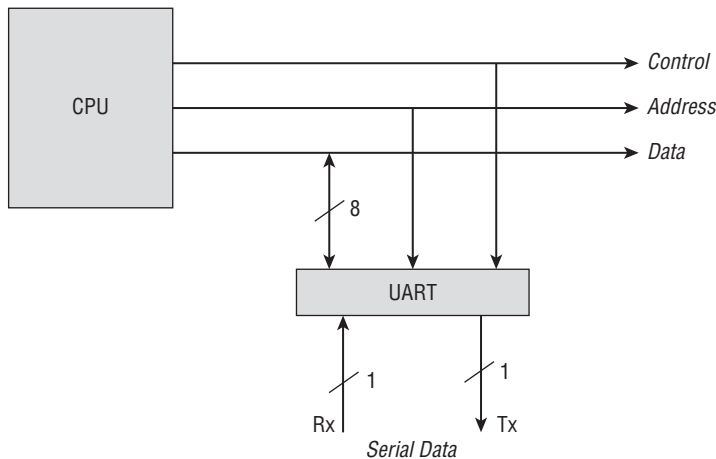 Control
CPU
Address
Data
8
UART
1
1
Rx
Tx
Serial Data